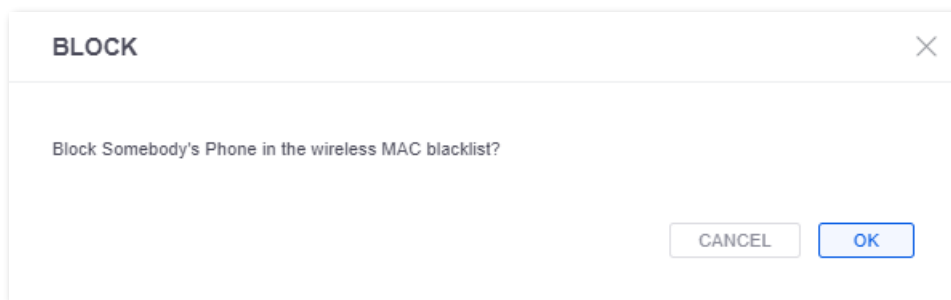 BLOCK
Block Somebody's Phone in the wireless MAC blacklist?
CANCEL
OK